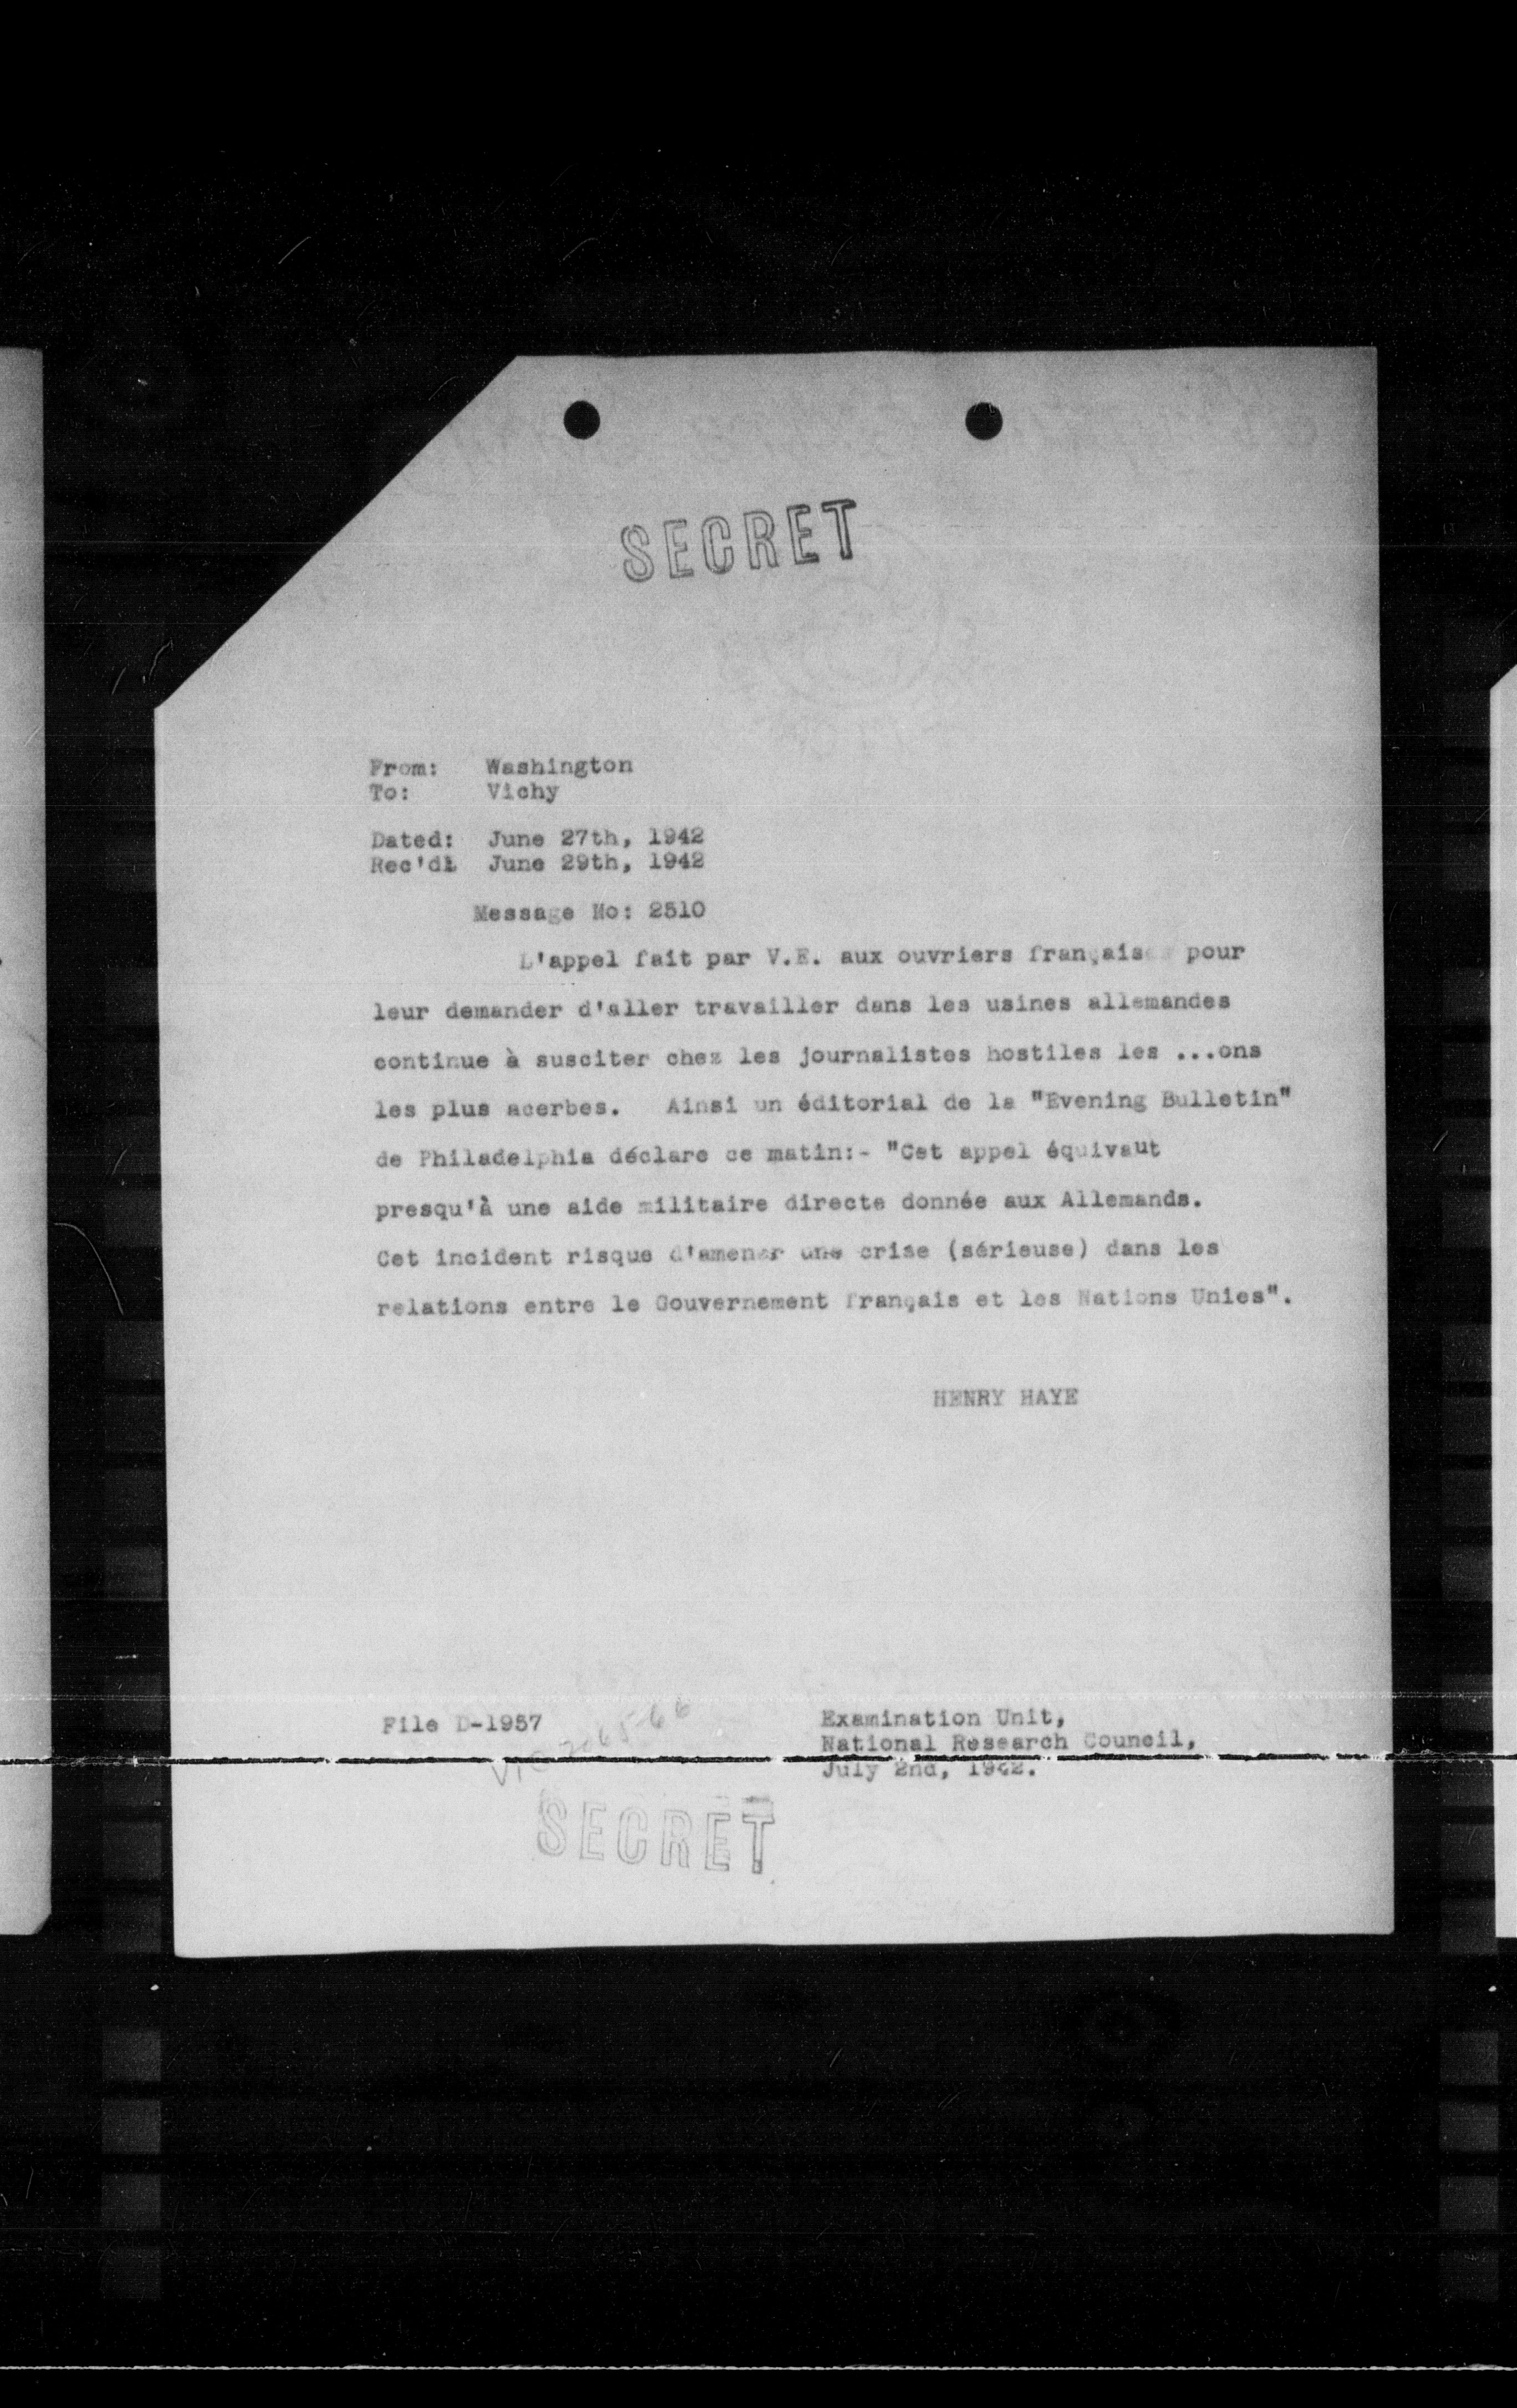 SECRET
From: Washington
To: Vichy
Dated: June 27th, 1942
Rec'd: June 29th, 1942
Message No: 2510
L'appel fait par V.E. aux ouvriers français pour
leur demander d'aller travailler dans les usines allemandes
continue à susciter chez les journalistes hostiles les ...ons
les plus acerbes. Ainsi un éditorial de la "Evening Bulletin"
de Philadelphia déclare ce matin:- "Cet appel équivaut
presqu'à une aide militaire directe donnée aux Allemands.
Cet incident risque d'amener une crise (sérieuse) dans les
relations entre le Gouvernement français et les Nations Unies".
HENRY HAYE
File D-1957
Examination Unit,
National Research Council,
July 2nd, 1942.
SECRET